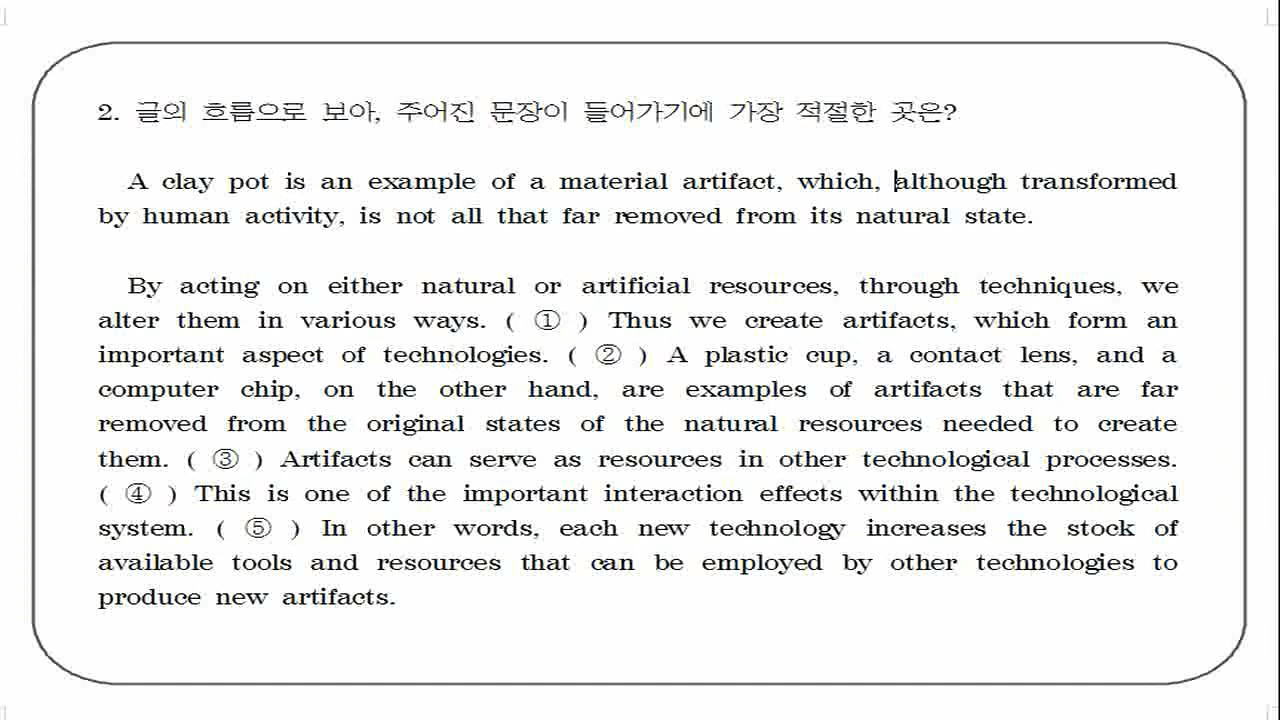 2. 글의 흐름으로 보아, 주어진 문장이 들어가기에 가장 적절한 곳은?
A clay pot is an example of a material artifact, which, although transformed
by human activity, is not all that far removed from its natural state.
By acting on either natural or artificial resources, through techniques, we
alter them in various ways. ( ① ) Thus we create artifacts, which form an
important aspect of technologies. ( ② ) A plastic cup, a contact lens, and a
computer chip, on the other hand, are examples of artifacts that are far
removed from the original states of the natural resources needed to create
them. ( ③ ) Artifacts can serve as resources in other technological processes.
( ④ ) This is one of the important interaction effects within the technological
system. ( ⑤ ) In other words, each new technology increases the stock of
available tools and resources that can be employed by other technologies to
produce new artifacts.